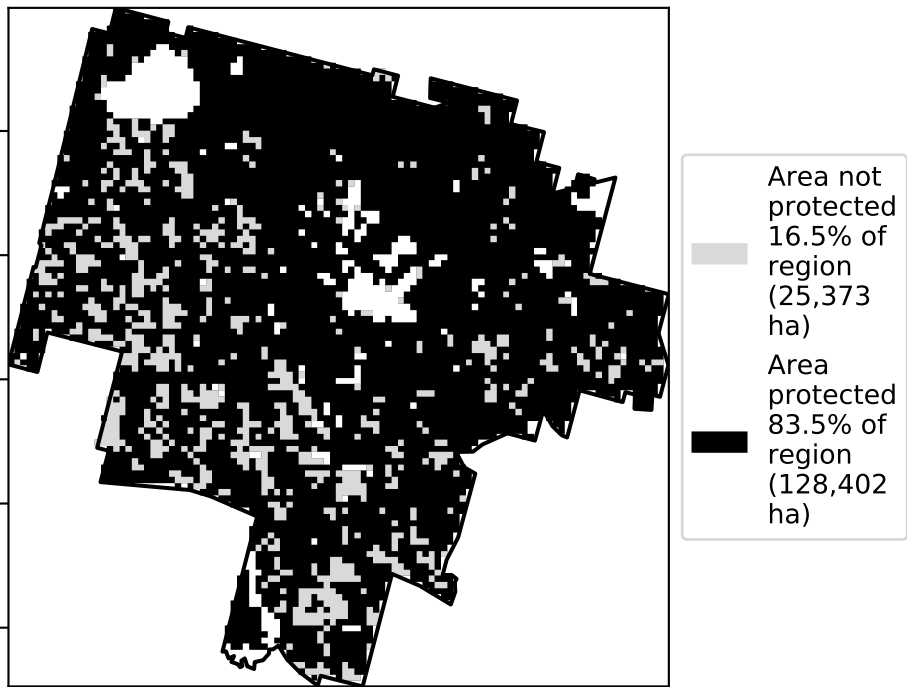 Area not
protected
16.5% of
region
(25,373
ha)
Area
protected
83.5% of
region
(128,402
ha)